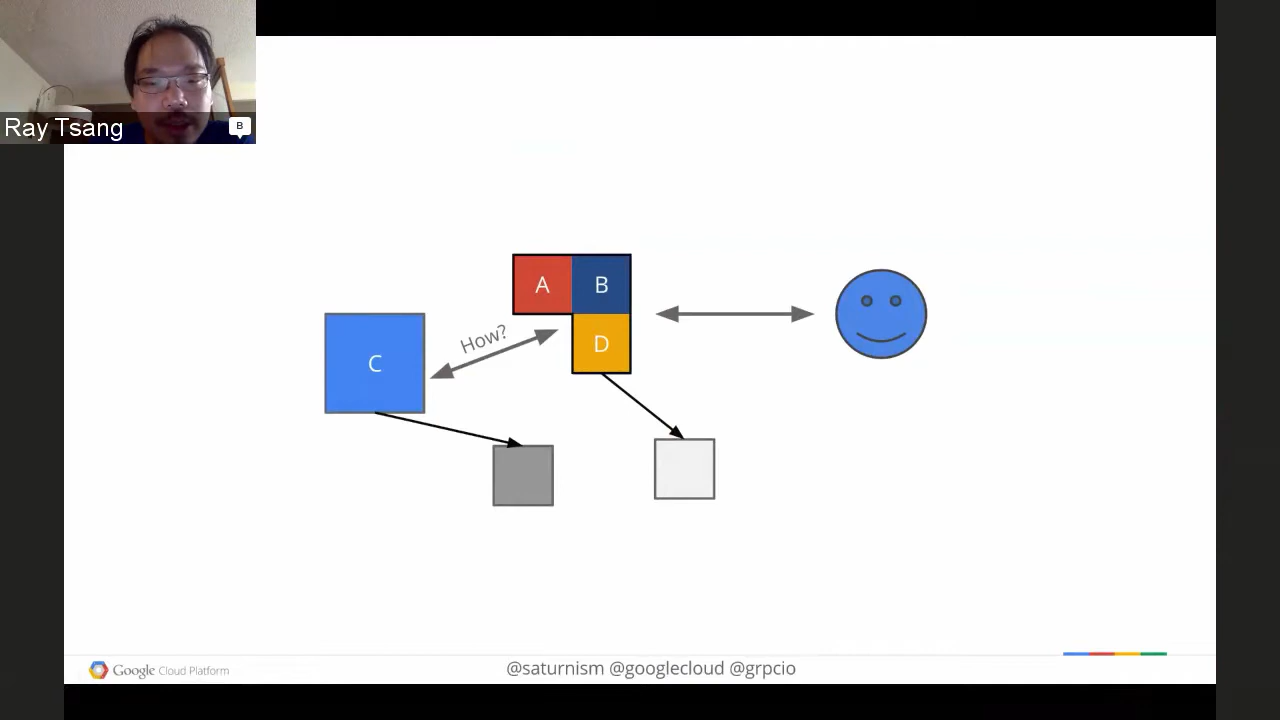 Ray Tsang
B
A B
How?
D
C
Google Cloud Platform
@saturnism @googlecloud @grpcio